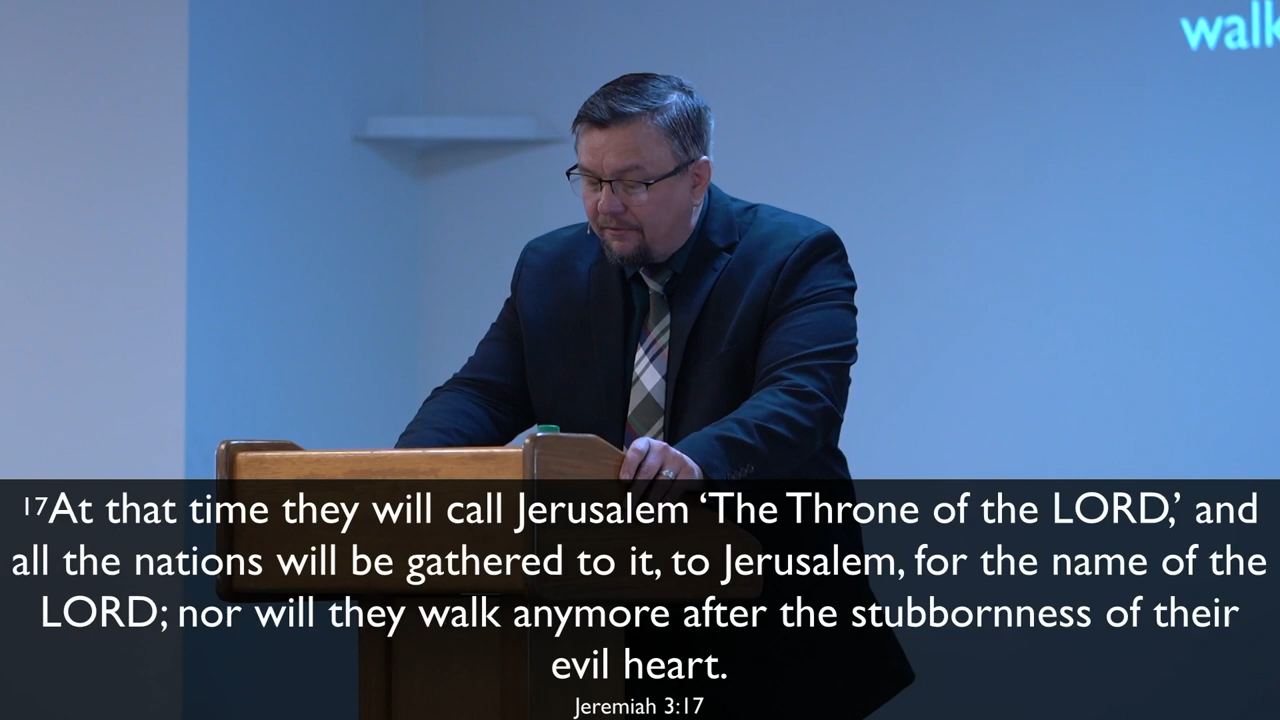 walk
17At that time they will call Jerusalem ‘The Throne of the LORD,’ and
all the nations will be gathered to it, to Jerusalem, for the name of the
LORD; nor will they walk anymore after the stubbornness of their
evil heart.
Jeremiah 3:17